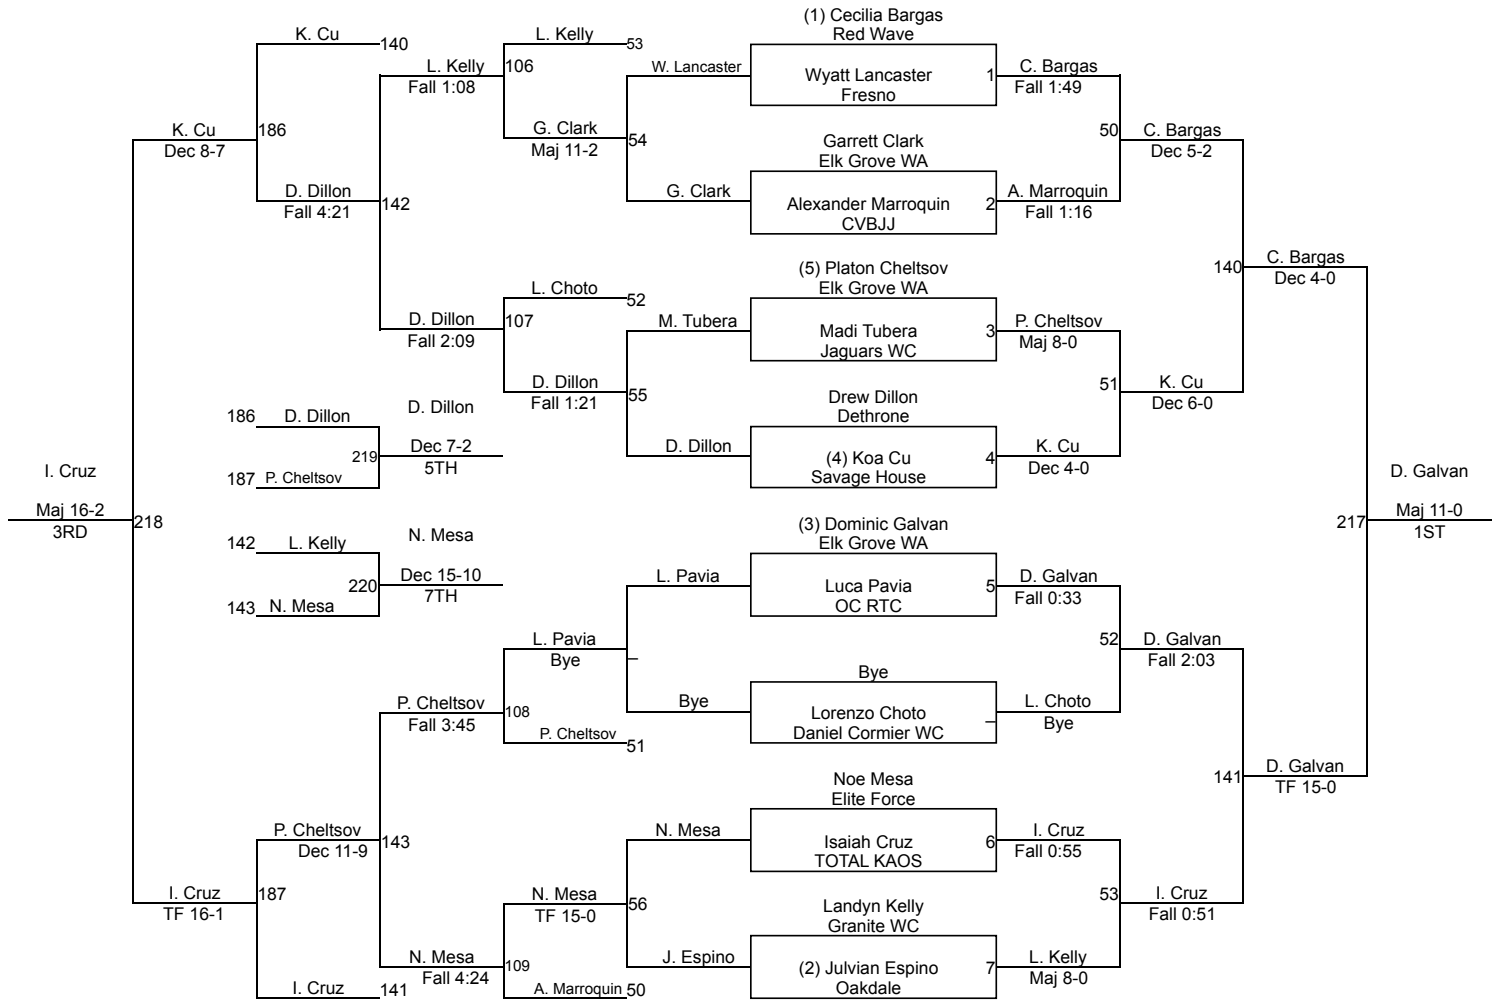 (1) Cecilia Bargas
Red Wave
K. Cu
140
L. Kelly
53
L. Kelly
106
Fall 1:08
W. Lancaster
Wyatt Lancaster
1
Fresno
C. Bargas
Fall 1:49
K. Cu
186
Dec 8-7
G. Clark
54
Maj 11-2
Garrett Clark
Elk Grove WA
50
C. Bargas
Dec 5-2
D. Dillon
142
Fall 4:21
G. Clark
Alexander Marroquin
2
CVBJJ
A. Marroquin
Fall 1:16
(5) Platon Cheltsov
Elk Grove WA
140
C. Bargas
Dec 4-0
L. Choto
52
D. Dillon
107
Fall 2:09
M. Tubera
Madi Tubera
3
Jaguars WC
P. Cheltsov
Maj 8-0
D. Dillon
55
Fall 1:21
Drew Dillon
Dethrone
51
K. Cu
Dec 6-0
186
D. Dillon
D. Dillon
219
Dec 7-2
5TH
187
P. Cheltsov
D. Dillon
(4) Koa Cu
4
Savage House
K. Cu
Dec 4-0
I. Cruz
Maj 16-2
218
3RD
D. Galvan
217
Maj 11-0
1ST
142
L. Kelly
N. Mesa
220
Dec 15-10
7TH
143
N. Mesa
(3) Dominic Galvan
Elk Grove WA
L. Pavia
Luca Pavia
5
OC RTC
D. Galvan
Fall 0:33
L. Pavia
Bye
Bye
52
D. Galvan
Fall 2:03
P. Cheltsov
108
Fall 3:45
P. Cheltsov
51
Bye
Lorenzo Choto
Daniel Cormier WC
L. Choto
Bye
Noe Mesa
Elite Force
141
D. Galvan
TF 15-0
P. Cheltsov
143
Dec 11-9
N. Mesa
Isaiah Cruz
6
TOTAL KAOS
I. Cruz
Fall 0:55
I. Cruz
187
TF 16-1
N. Mesa
56
TF 15-0
Landyn Kelly
Granite WC
53
I. Cruz
Fall 0:51
N. Mesa
109
Fall 4:24
J. Espino
(2) Julvian Espino
7
Oakdale
L. Kelly
Maj 8-0
I. Cruz
141
A. Marroquin
50